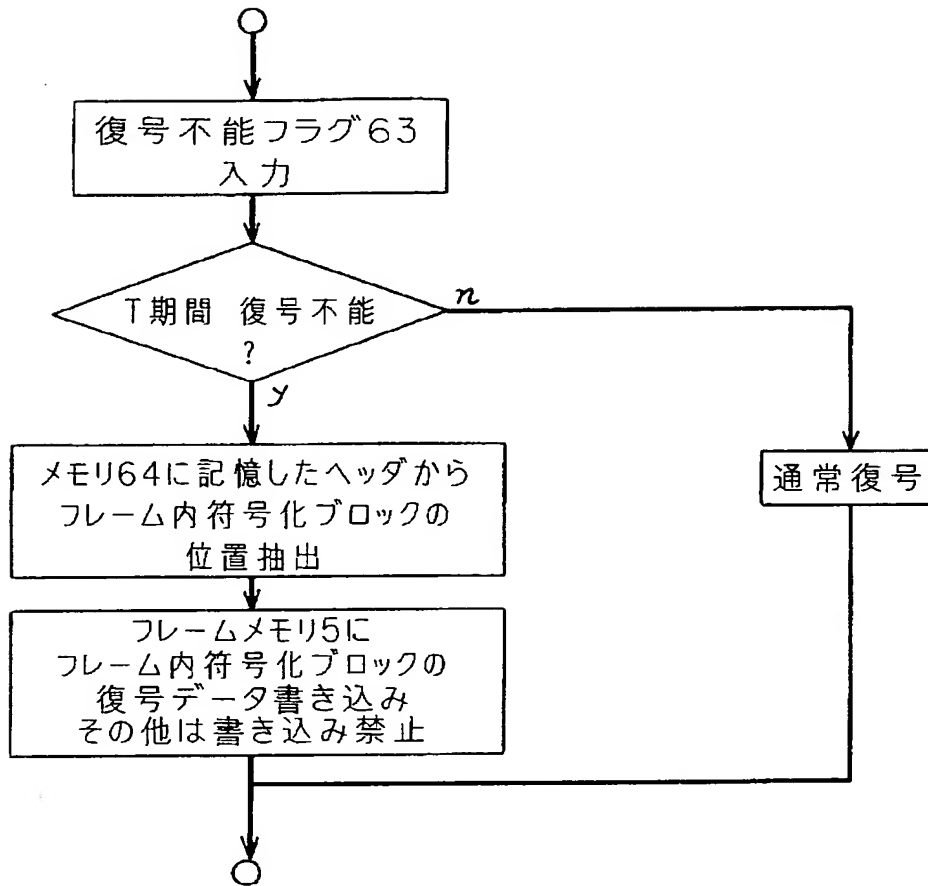 復号不能フラグ63
入力
T期間 復号不能
?
n
y
メモリ64に記憶したヘッダから
フレーム内符号化ブロックの
位置抽出
通常復号
フレームメモリ5に
フレーム内符号化ブロックの
復号データ書き込み
その他は書き込み禁止